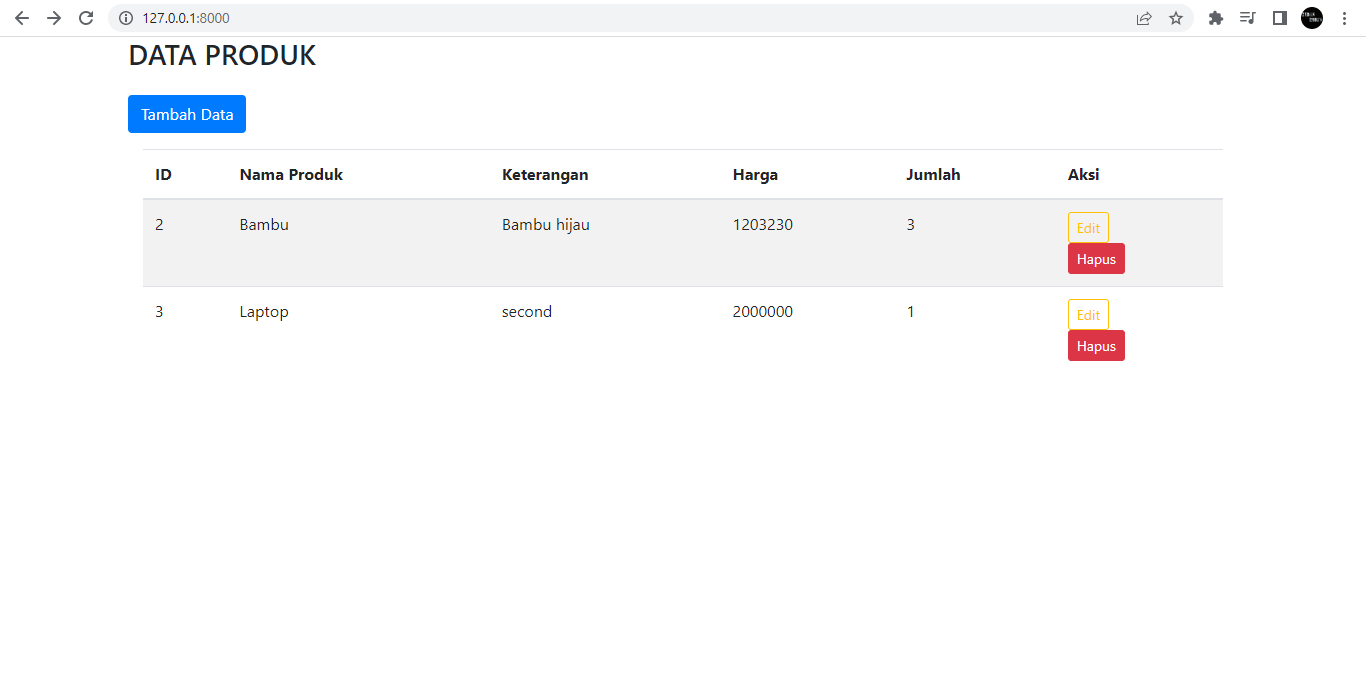 127.0.0.1:8000
DATA PRODUK
Tambah Data
ID Nama Produk Keterangan Harga Jumlah Aksi
2 Bambu Bambu hijau 1203230 3 Edit
Hapus
3 Laptop second 2000000 1 Edit
Hapus